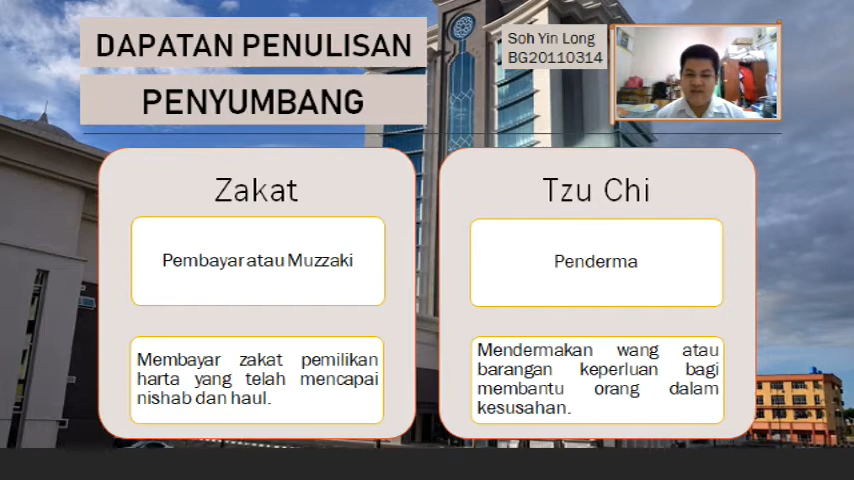 DAPATAN PENULISAN
PENYUMBANG
Soh Yin Long
BG20110314
Zakat
Pembayar atau Muzzaki
Membayar zakat pemilikan
harta yang telah mencapai
nishab dan haul.
Tzu Chi
Penderma
Mendermakan wang atau
barangan keperluan bagi
membantu orang dalam
kesusahan.